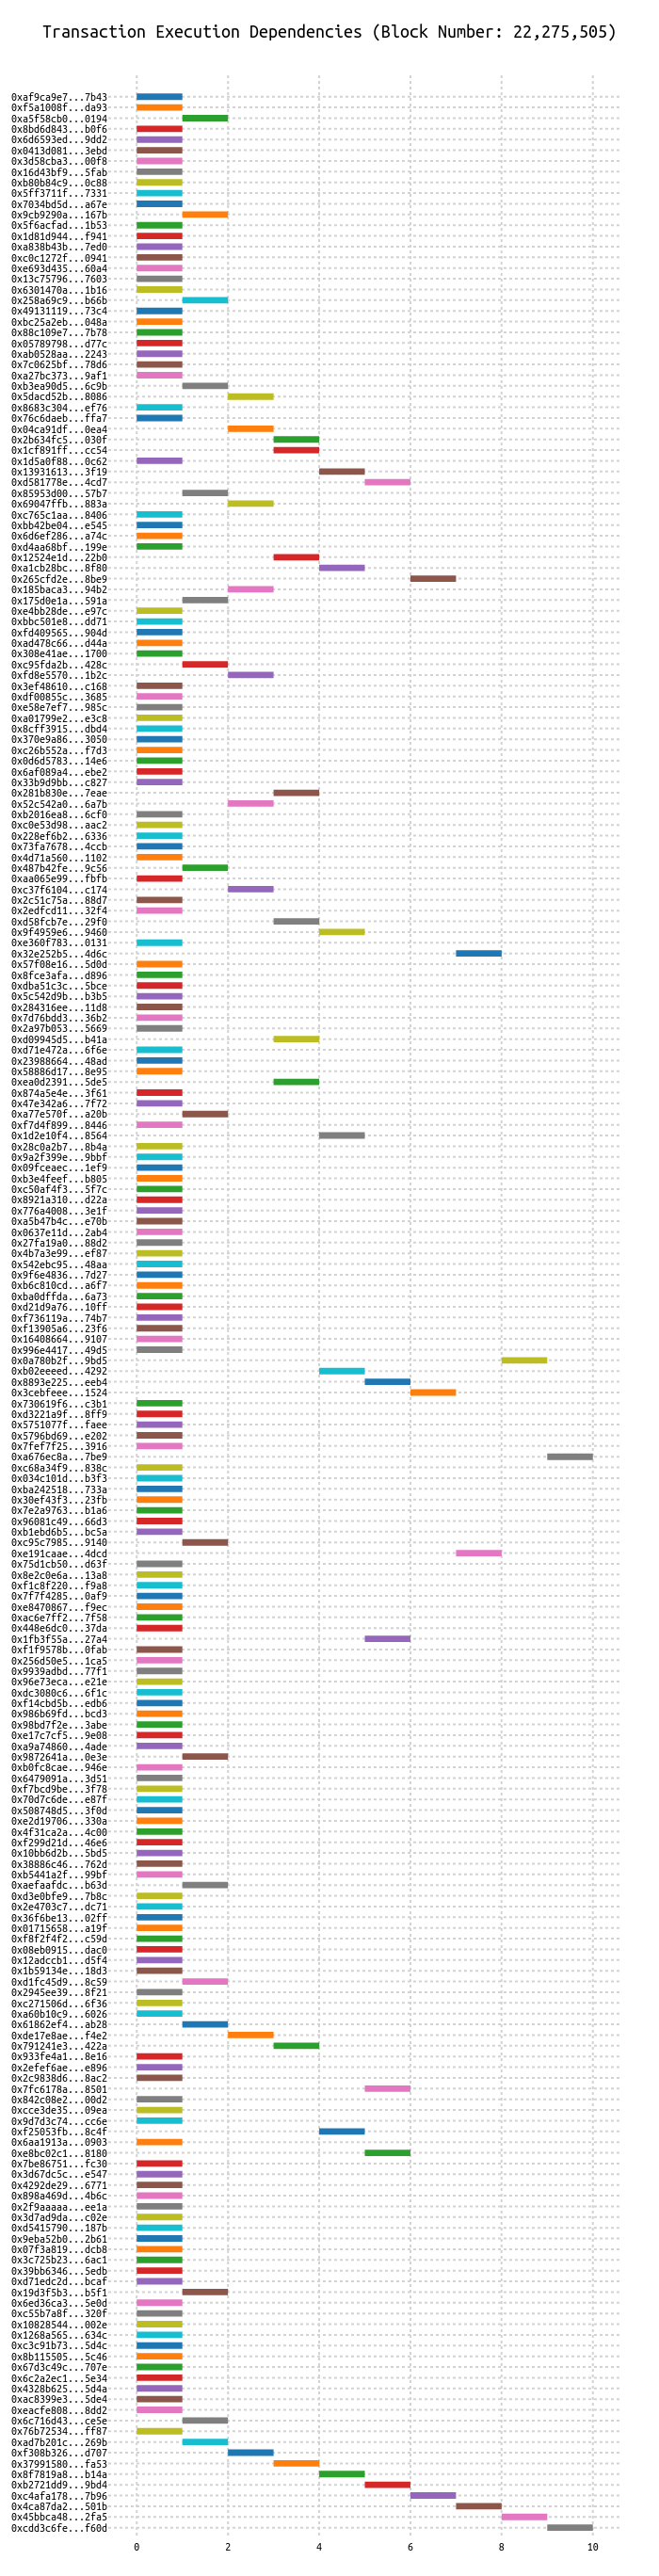 Transaction Execution Dependencies (Block Number: 22,275,505)
0xaf9ca9e7...7b43
0xf5a1008f...da93
0xa5f58cb0...0194
0x8bd6d843...b0f6
0x6d6593ed...9dd2
0x0413d081...3ebd
0x3d58cba3...00f8
0x16d43bf9...5fab
0xb80b84c9...0c88
0x5ff3711f...7331
0x7034bd5d...a67e
0x9cb9290a...167b
0x5f6acfad...1b53
0x1d81d944...f941
0xa838b43b...7ed0
0xc0c1272f...0941
0xe693d435...60a4
0x13c75796...7603
0x6301470a...1b16
0x258a69c9...b66b
0x49131119...73c4
0xbc25a2eb...048a
0x88c109e7...7b78
0x05789798...d77c
0xab0528aa...2243
0x7c0625bf...78d6
0xa27bc373...9af1
0xb3ea90d5...6c9b
0x5dacd52b...8086
0x8683c304...ef76
0x76c6daeb...ffa7
0x04ca91df...0ea4
0x2b634fc5...030f
0x1cf891ff...cc54
0x1d5a0f88...0c62
0x13931613...3f19
0xd581778e...4cd7
0x85953d00...57b7
0x69047ffb...883a
0xc765c1aa...8406
0xbb42be04...e545
0x6d6ef286...a74c
0xd4aa68bf...199e
0x12524e1d...22b0
0xa1cb28bc...8f80
0x265cfd2e...8be9
0x185baca3...94b2
0x175d0e1a...591a
0xe4bb28de...e97c
0xbbc501e8...dd71
0xfd409565...904d
0xad478c66...d44a
0x308e41ae...1700
0xc95fda2b...428c
0xfd8e5570...1b2c
0x3ef48610...c168
0xdf00855c...3685
0xe58e7ef7...985c
0xa01799e2...e3c8
0x8cff3915...dbd4
0x370e9a86...3050
0xc26b552a...f7d3
0x0d6d5783...14e6
0x6af089a4...ebe2
0x33b9d9bb...c827
0x281b830e...7eae
0x52c542a0...6a7b
0xb2016ea8...6cf0
0xc0e53d98...aac2
0x228ef6b2...6336
0x73fa7678...4ccb
0x4d71a560...1102
0x487b42fe...9c56
0xaa065e99...fbfb
0xc37f6104...c174
0x2c51c75a...88d7
0x2edfcd11...32f4
0xd58fcb7e...29f0
0x9f4959e6...9460
0xe360f783...0131
0x32e252b5...4d6c
0x57f08e16...5d0d
0x8fce3afa...d896
0xdba51c3c...5bce
0x5c542d9b...b3b5
0x284316ee...11d8
0x7d76bdd3...36b2
0x2a97b053...5669
0xd09945d5...b41a
0xd71e472a...6f6e
0x23988664...48ad
0x58886d17...8e95
0xea0d2391...5de5
0x874a5e4e...3f61
0x47e342a6...7f72
0xa77e570f...a20b
0xf7d4f899...8446
0x1d2e10f4...8564
0x28c0a2b7...8b4a
0x9a2f399e...9bbf
0x09fceaec...1ef9
0xb3e4feef...b805
0xc50af4f3...5f7c
0x8921a310...d22a
0x776a4008...3e1f
0xa5b47b4c...e70b
0x0637e11d...2ab4
0x27fa19a0...88d2
0x4b7a3e99...ef87
0x542ebc95...48aa
0x9f6e4836...7d27
0xb6c810cd...a6f7
0xba0dffda...6a73
0xd21d9a76...10ff
0xf736119a...74b7
0xf13905a6...23f6
0x16408664...9107
0x996e4417...49d5
0x0a780b2f...9bd5
0xb02eeeed...4292
0x8893e225...eeb4
0x3cebfeee...1524
0x730619f6...c3b1
0xd3221a9f...8ff9
0x5751077f...faee
0x5796bd69...e202
0x7fef7f25...3916
0xa676ec8a...7be9
0xc68a34f9...838c
0x034c101d...b3f3
0xba242518...733a
0x30ef43f3...23fb
0x7e2a9763...b1a6
0x96081c49...66d3
0xb1ebd6b5...bc5a
0xc95c7985...9140
0xe191caae...4dcd
0x75d1cb50...d63f
0x8e2c0e6a...13a8
0xf1c8f220...f9a8
0x7f7f4285...0af9
0xe8470867...f9ec
0xac6e7ff2...7f58
0x448e6dc0...37da
0x1fb3f55a...27a4
0xf1f9578b...0fab
0x256d50e5...1ca5
0x9939adbd...77f1
0x96e73eca...e21e
0xdc3080c6...6f1c
0xf14cbd5b...edb6
0x986b69fd...bcd3
0x98bd7f2e...3abe
0xe17c7cf5...9e08
0xa9a74860...4ade
0x9872641a...0e3e
0xb0fc8cae...946e
0x6479091a...3d51
0xf7bcd9be...3f78
0x70d7c6de...e87f
0x508748d5...3f0d
0xe2d19706...330a
0x4f31ca2a...4c00
0xf299d21d...46e6
0x10bb6d2b...5bd5
0x38886c46...762d
0xb5441a2f...99bf
0xaefaafdc...b63d
0xd3e0bfe9...7b8c
0x2e4703c7...dc71
0x36f6be13...02ff
0x01715658...a19f
0xf8f2f4f2...c59d
0x08eb0915...dac0
0x12adccb1...d5f4
0x1b59134e...18d3
0xd1fc45d9...8c59
0x2945ee39...8f21
0xc271506d...6f36
0xa60b10c9...6026
0x61862ef4...ab28
0xde17e8ae...f4e2
0x791241e3...422a
0x933fe4a1...8e16
0x2efef6ae...e896
0x2c9838d6...8ac2
0x7fc6178a...8501
0x842c08e2...00d2
0xcce3de35...09ea
0x9d7d3c74...cc6e
0xf25053fb...8c4f
0x6aa1913a...0903
0xe8bc02c1...8180
0x7be86751...fc30
0x3d67dc5c...e547
0x4292de29...6771
0x898a469d...4b6c
0x2f9aaaaa...ee1a
0x3d7ad9da...c02e
0xd5415790...187b
0x9eba52b0...2b61
0x07f3a819...dcb8
0x3c725b23...6ac1
0x39bb6346...5edb
0xd71edc2d...bcaf
0x19d3f5b3...b5f1
0x6ed36ca3...5e0d
0xc55b7a8f...320f
0x10828544...002e
0x1268a565...634c
0xc3c91b73...5d4c
0x8b115505...5c46
0x67d3c49c...707e
0x6c2a2ec1...5e34
0x4328b625...5d4a
0xac8399e3...5de4
0xeacfe808...8dd2
0x6c716d43...ce5e
0x76b72534...ff87
0xad7b201c...269b
0xf308b326...d707
0x37991580...fa53
0x8f7819a8...b14a
0xb2721dd9...9bd4
0xc4afa178...7b96
0x4ca87da2...501b
0x45bbca48...2fa5
0xcdd3c6fe...f60d
0 2 4 6 8 10